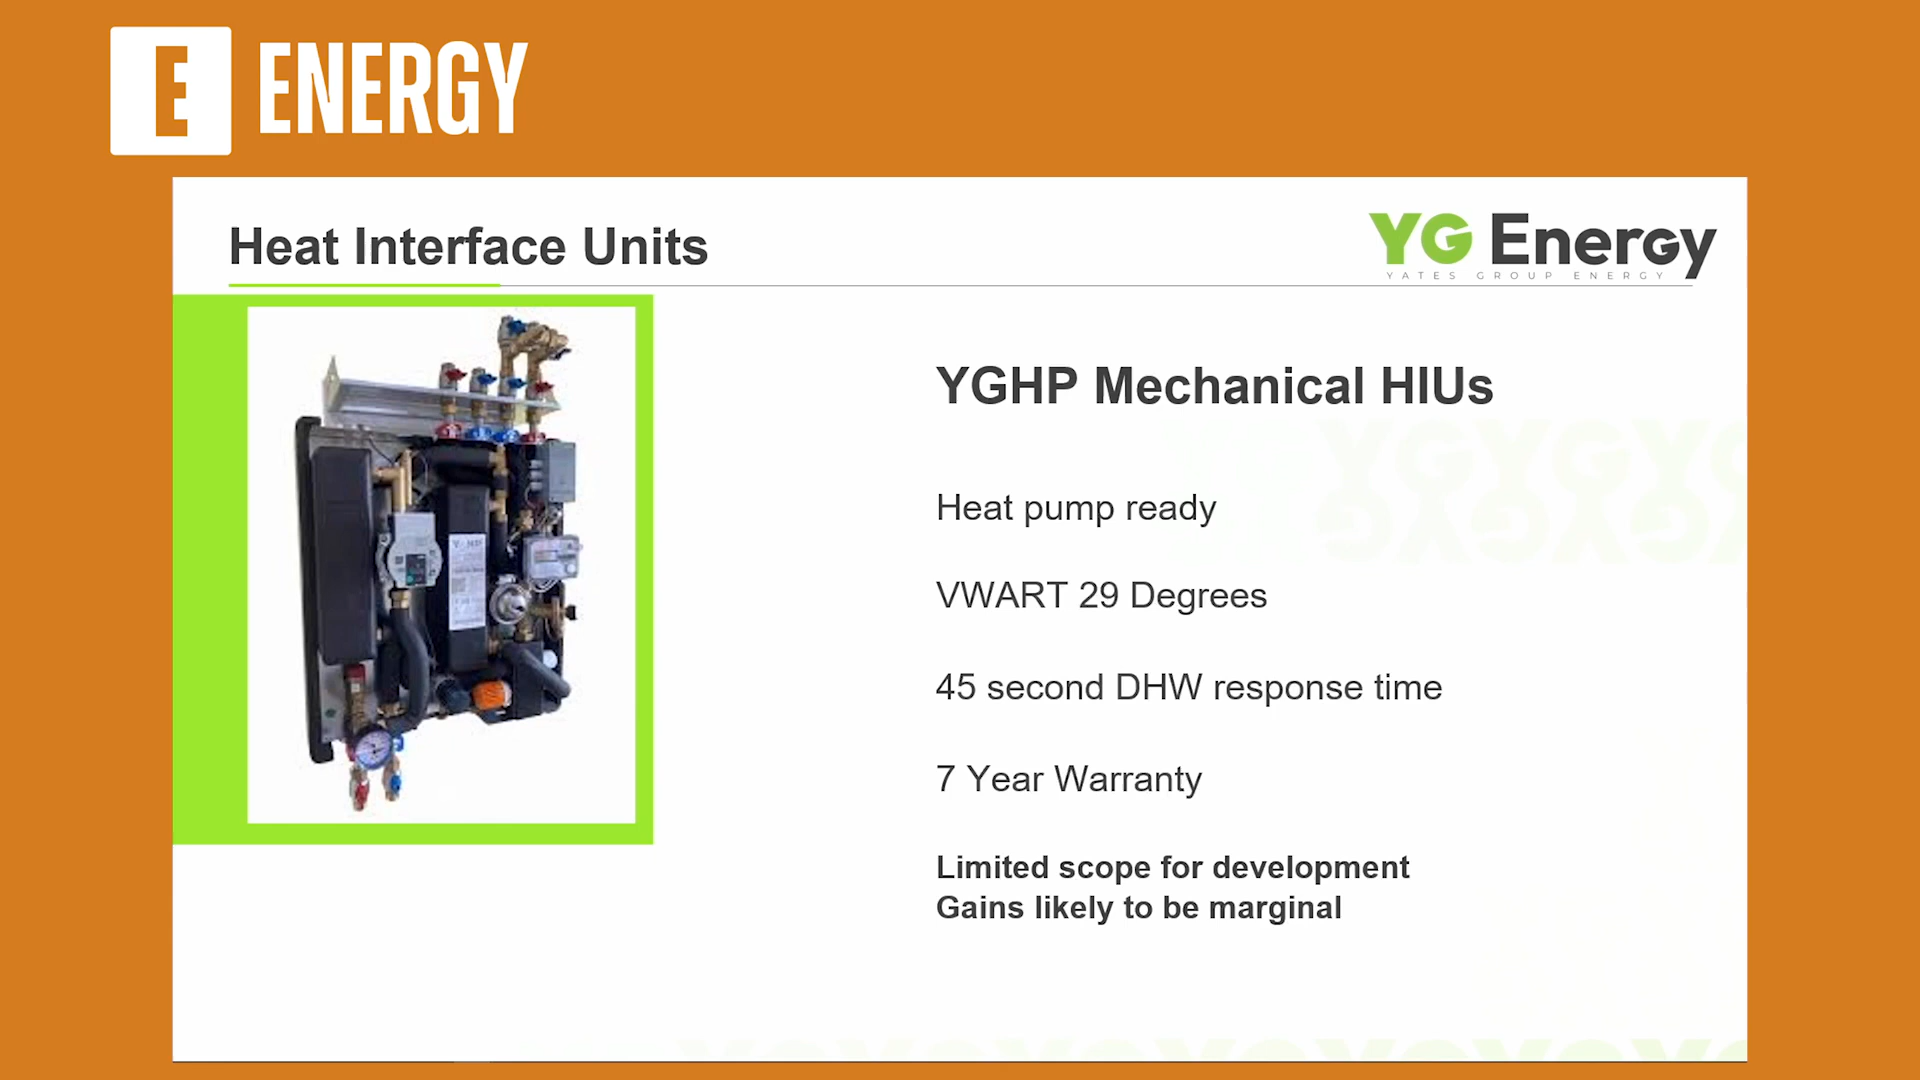 E ENERGY
Heat Interface Units
YG Energy
YATES GROUP ENERGY
YGHP Mechanical HIUs
Heat pump ready
VWART 29 Degrees
45 second DHW response time
7 Year Warranty
Limited scope for development
Gains likely to be marginal